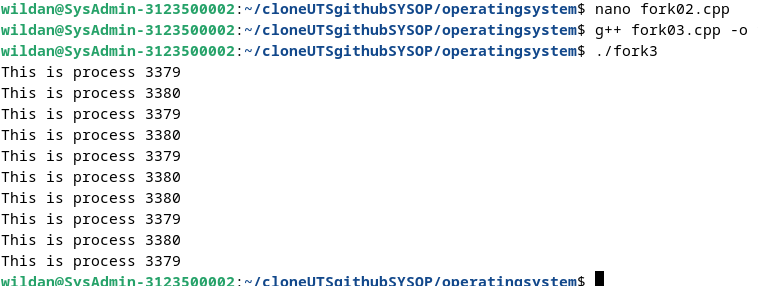 wildan@SysAdmin-3123500002:~/cloneUTSgithubSYSOP/operatingsystem$ nano fork02.cpp
wildan@SysAdmin-3123500002:~/cloneUTSgithubSYSOP/operatingsystem$ g++ fork03.cpp -o
wildan@SysAdmin-3123500002:~/cloneUTSgithubSYSOP/operatingsystem$ ./fork3
This is process 3379
This is process 3380
This is process 3379
This is process 3380
This is process 3379
This is process 3380
This is process 3380
This is process 3379
This is process 3380
This is process 3379
wildan@SysAdmin-3123500002:~/cloneUTSgithubSYSOP/operatingsystem$